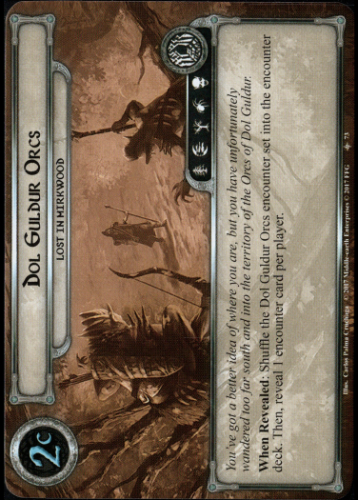 2C
DOL GULDUR ORCS
LOST IN MIRKWOOD
You've got a better idea of where you are, but you have unfortunately
wandered too far south and into the territory of the Orcs of Dol Guldur.
When Revealed: Shuffle the Dol Guldur Orcs encounter set into the encounter
deck. Then, reveal 1 encounter card per player.
Illus. Carlos Palma Cruchaga © 2017 Middle-earth Enterprises © 2017 FFG 73